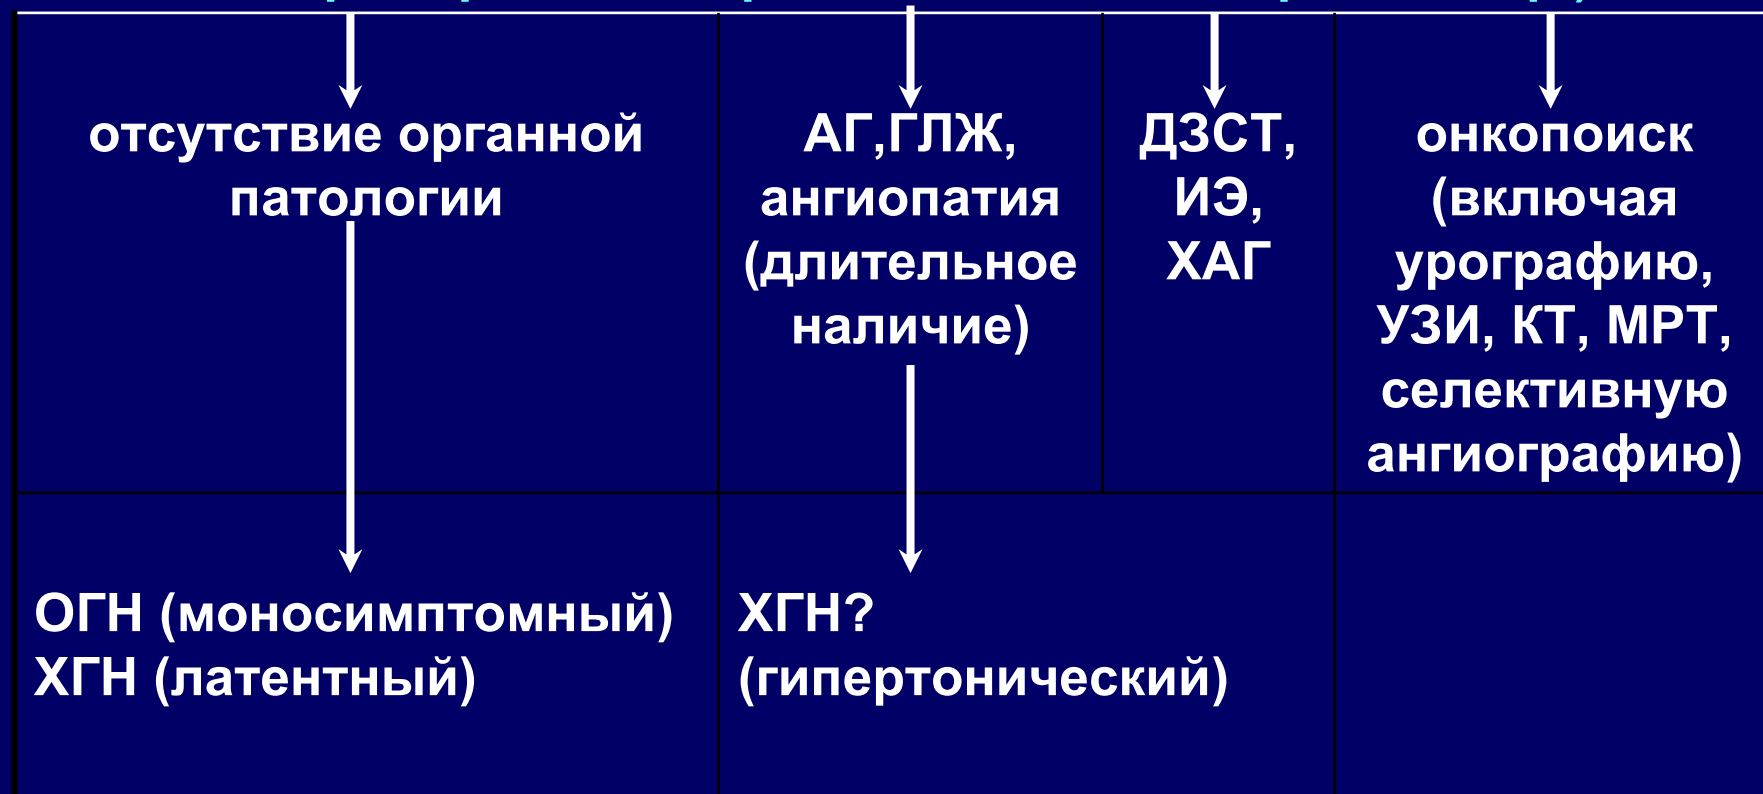 отсутствие органной
патологии
АГ,ГЛЖ,
ангиопатия
(длительное
наличие)
ДЗСТ,
ИЭ,
ХАГ
онкопоиск
(включая
урографию,
УЗИ, КТ, МРТ,
селективную
ангиографию)
ОГН (моносимптомный)
ХГН (латентный)
ХГН?
(гипертонический)